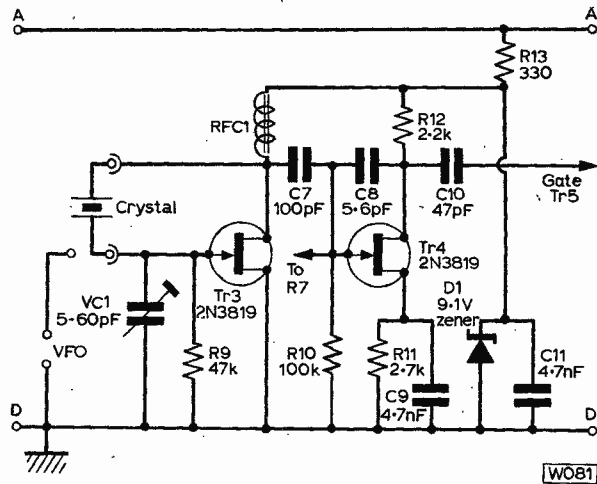 A
A
R13
330
RFC1
R12
2·2k
C7
100pF
C8
5·6pF
C10
47pF
Gate
Tr5
Crystal
Tr3
2N3819
To
R7
Tr4
2N3819
D1
9·1V
zener
VC1
5-60pF
VFO
R9
47k
R10
100k
R11
2·7k
C9
4·7nF
C11
4·7nF
D
D
WO81